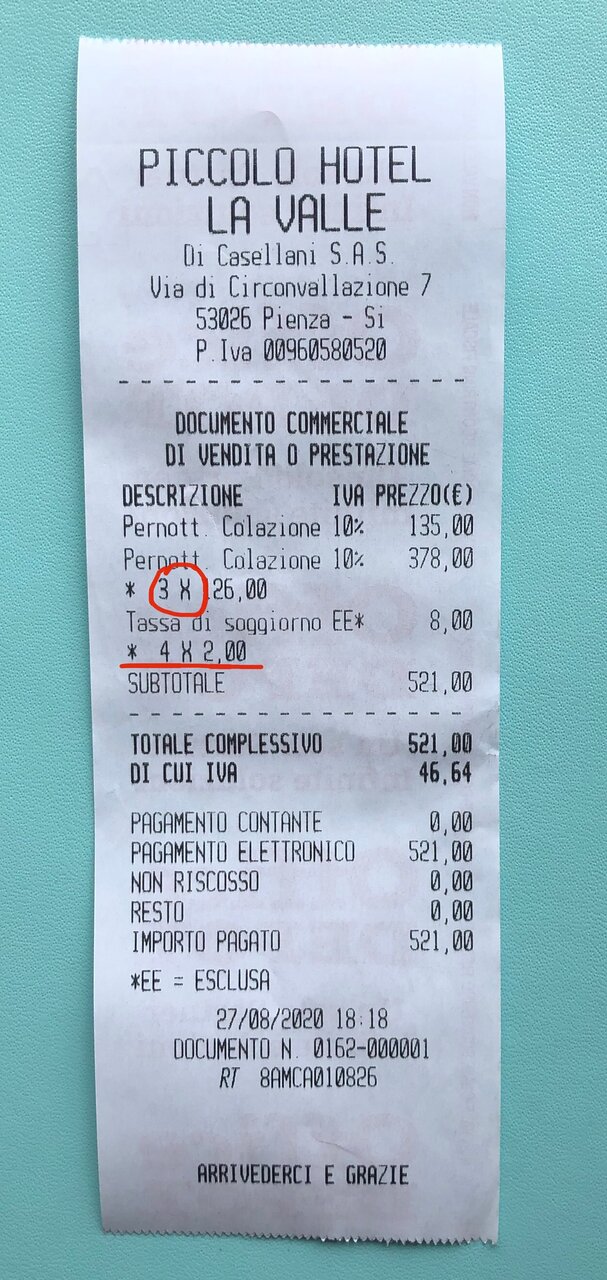 PICCOLO HOTEL
LA VALLE
Di Casellani S.A.S.
Via di Circonvallazione 7
53026 Pienza - Si
P.Iva 00960580520
DOCUMENTO COMMERCIALE
DI VENDITA O PRESTAZIONE
DESCRIZIONE IVA PREZZO(€)
Pernott. Colazione 10% 135,00
Pernott. Colazione 10% 378,00
* 3 X 26,00
Tassa di soggiorno EE* 8,00
* 4 X 2,00
SUBTOTALE 521,00
TOTALE COMPLESSIVO 521,00
DI CUI IVA 46,64
PAGAMENTO CONTANTE 0,00
PAGAMENTO ELETTRONICO 521,00
NON RISCOSSO 0,00
RESTO 0,00
IMPORTO PAGATO 521,00
*EE = ESCLUSA
27/08/2020 18:18
DOCUMENTO N. 0162-000001
RT 8AMCA010826
ARRIVEDERCI E GRAZIE